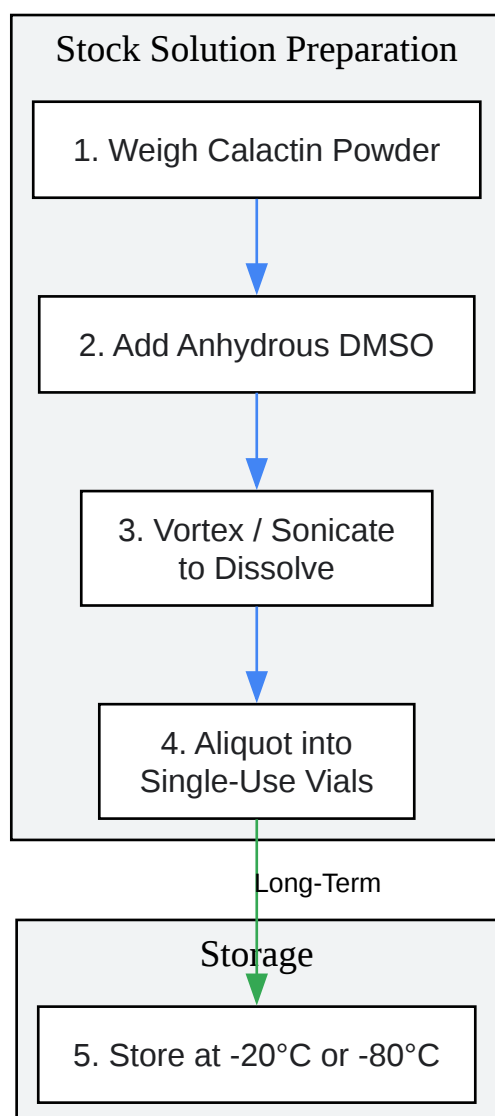 Stock Solution Preparation
1. Weigh Calactin Powder
2. Add Anhydrous DMSO
3. Vortex / Sonicate
to Dissolve
4. Aliquot into
Single-Use Vials
Long-Term
Storage
5. Store at -20°C or -80°C